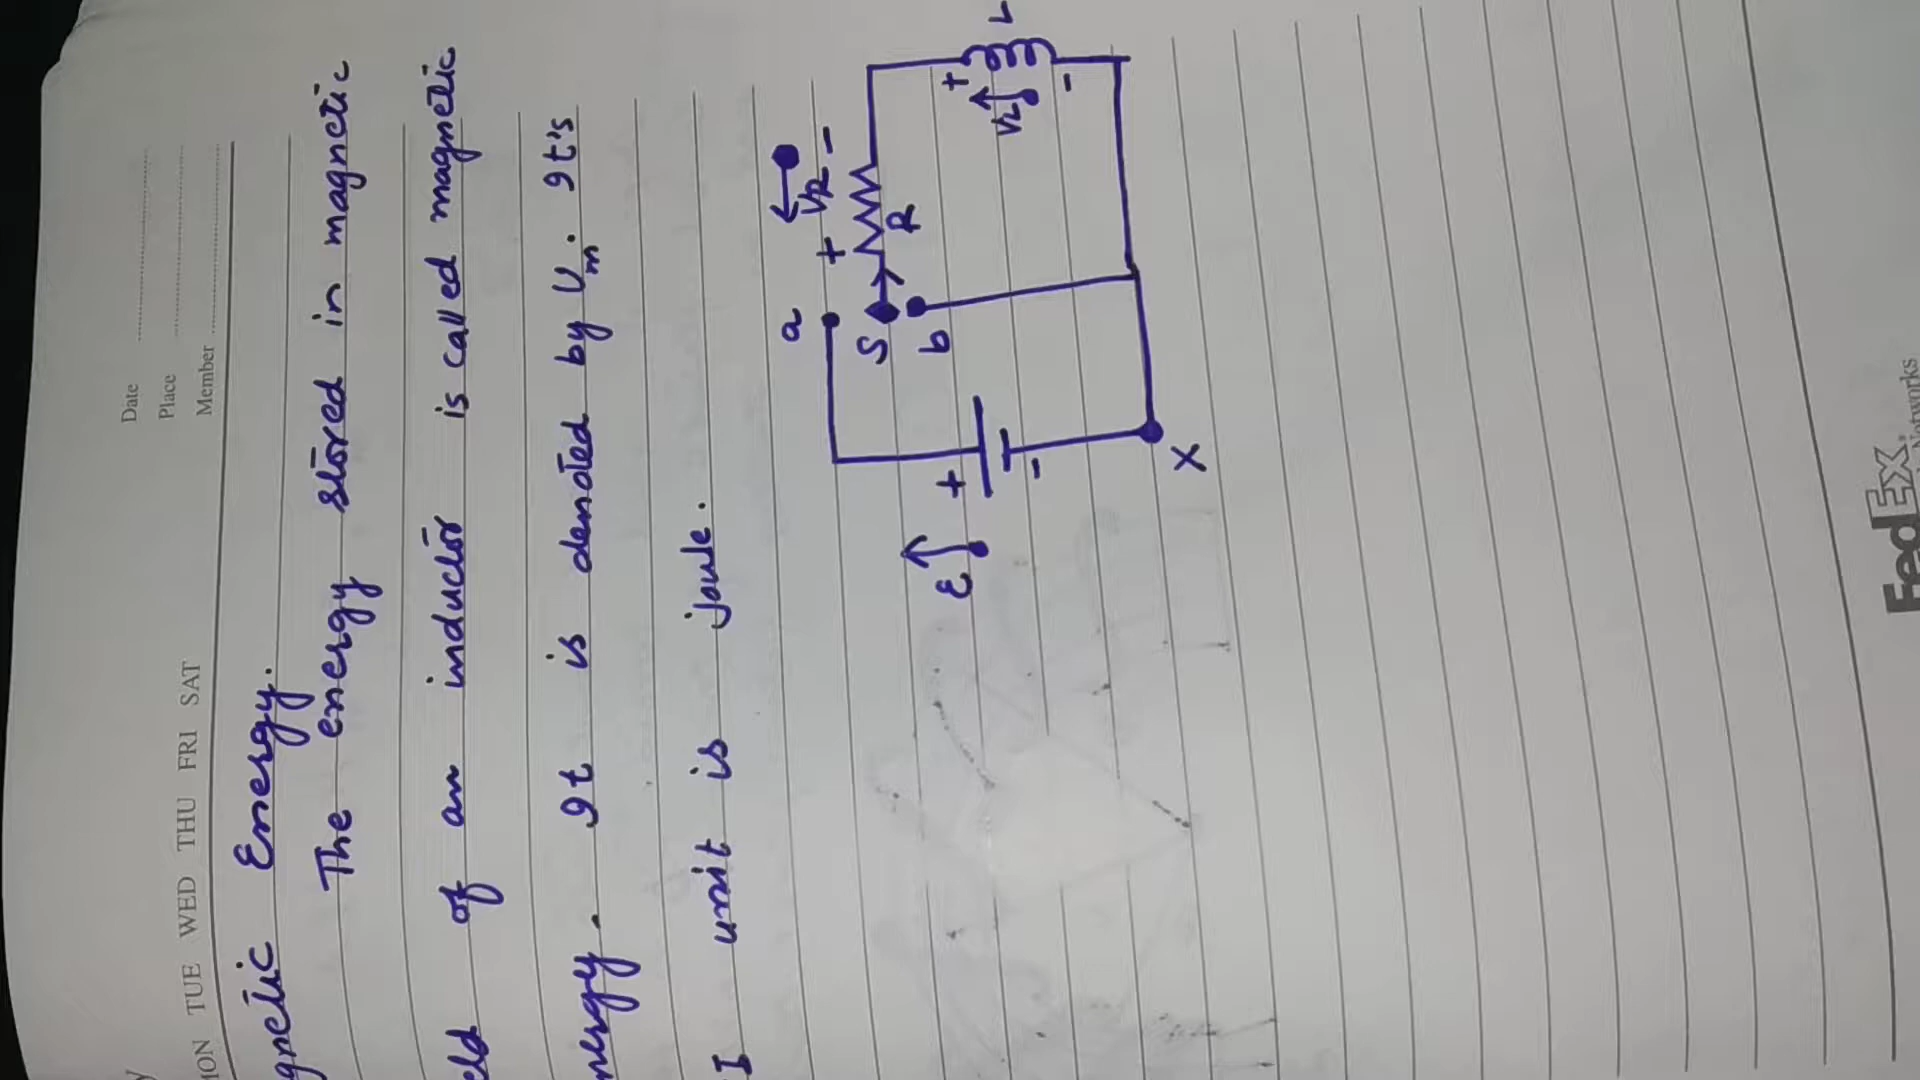 Date
Place
Member
MON TUE WED THU FRI SAT
gnetic Energy.
The energy stored in magnetic
eld of an inductor is called magnetic
nergy. It is denoted by Um. It's
I unit is joule.
a
+ VR -
S
R
b
+
VL
-
L
ε
+
-
X
FedEx
Networks